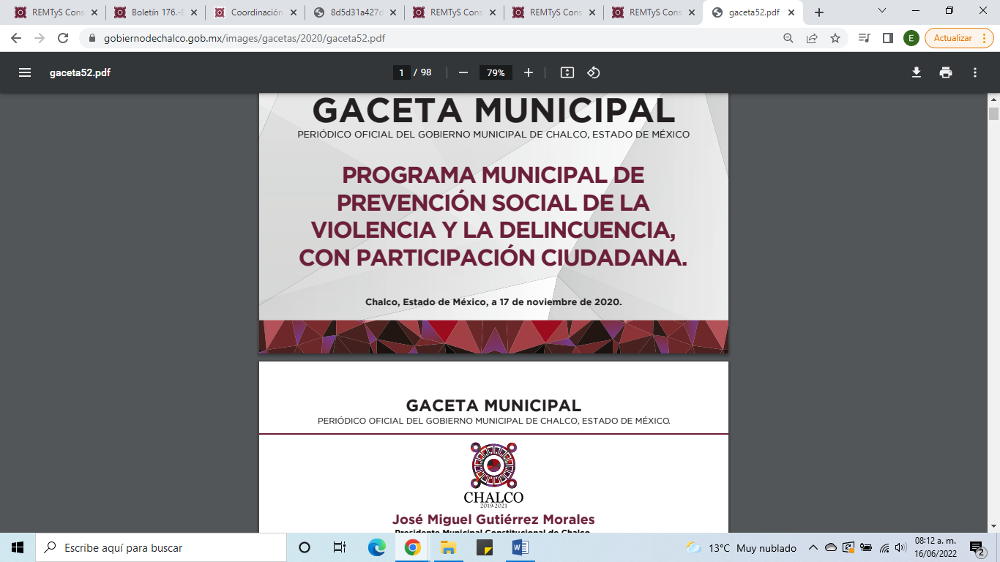 REMTyS Cons
Boletín 176.-E
Coordinación
8d5d31a427d
REMTyS Cons
REMTyS Cons
REMTyS Cons
gaceta52.pdf
gobiernodechalco.gob.mx/images/gacetas/2020/gaceta52.pdf
E
Actualizar
gaceta52.pdf
1 / 98
79%
GACETA MUNICIPAL
PERIÓDICO OFICIAL DEL GOBIERNO MUNICIPAL DE CHALCO, ESTADO DE MÉXICO
PROGRAMA MUNICIPAL DE
PREVENCIÓN SOCIAL DE LA
VIOLENCIA Y LA DELINCUENCIA,
CON PARTICIPACIÓN CIUDADANA.
Chalco, Estado de México, a 17 de noviembre de 2020.
GACETA MUNICIPAL
PERIÓDICO OFICIAL DEL GOBIERNO MUNICIPAL DE CHALCO, ESTADO DE MÉXICO.
CHALCO
2019-2021
José Miguel Gutiérrez Morales
Presidente Municipal Constitucional de Chalco
Escribe aquí para buscar
13°C Muy nublado
08:12 a. m.
16/06/2022
2